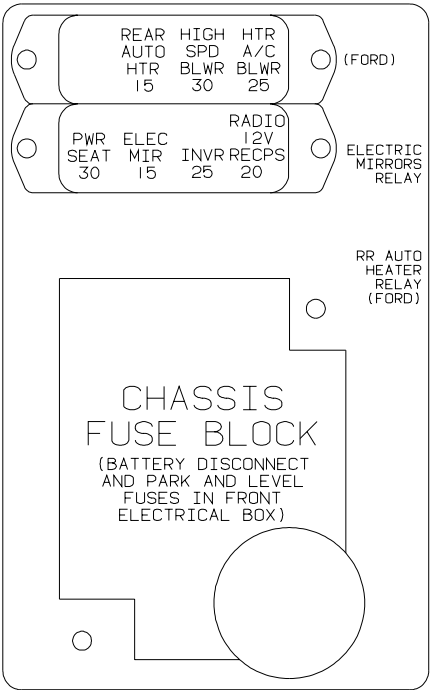 REAR HIGH HTR
AUTO SPD A/C
HTR BLWR BLWR
15 30 25
(FORD)
RADIO
PWR ELEC 12V
SEAT MIR INVR RECPS
30 15 25 20
ELECTRIC
MIRRORS
RELAY
RR AUTO
HEATER
RELAY
(FORD)
CHASSIS
FUSE BLOCK
(BATTERY DISCONNECT
AND PARK AND LEVEL
FUSES IN FRONT
ELECTRICAL BOX)